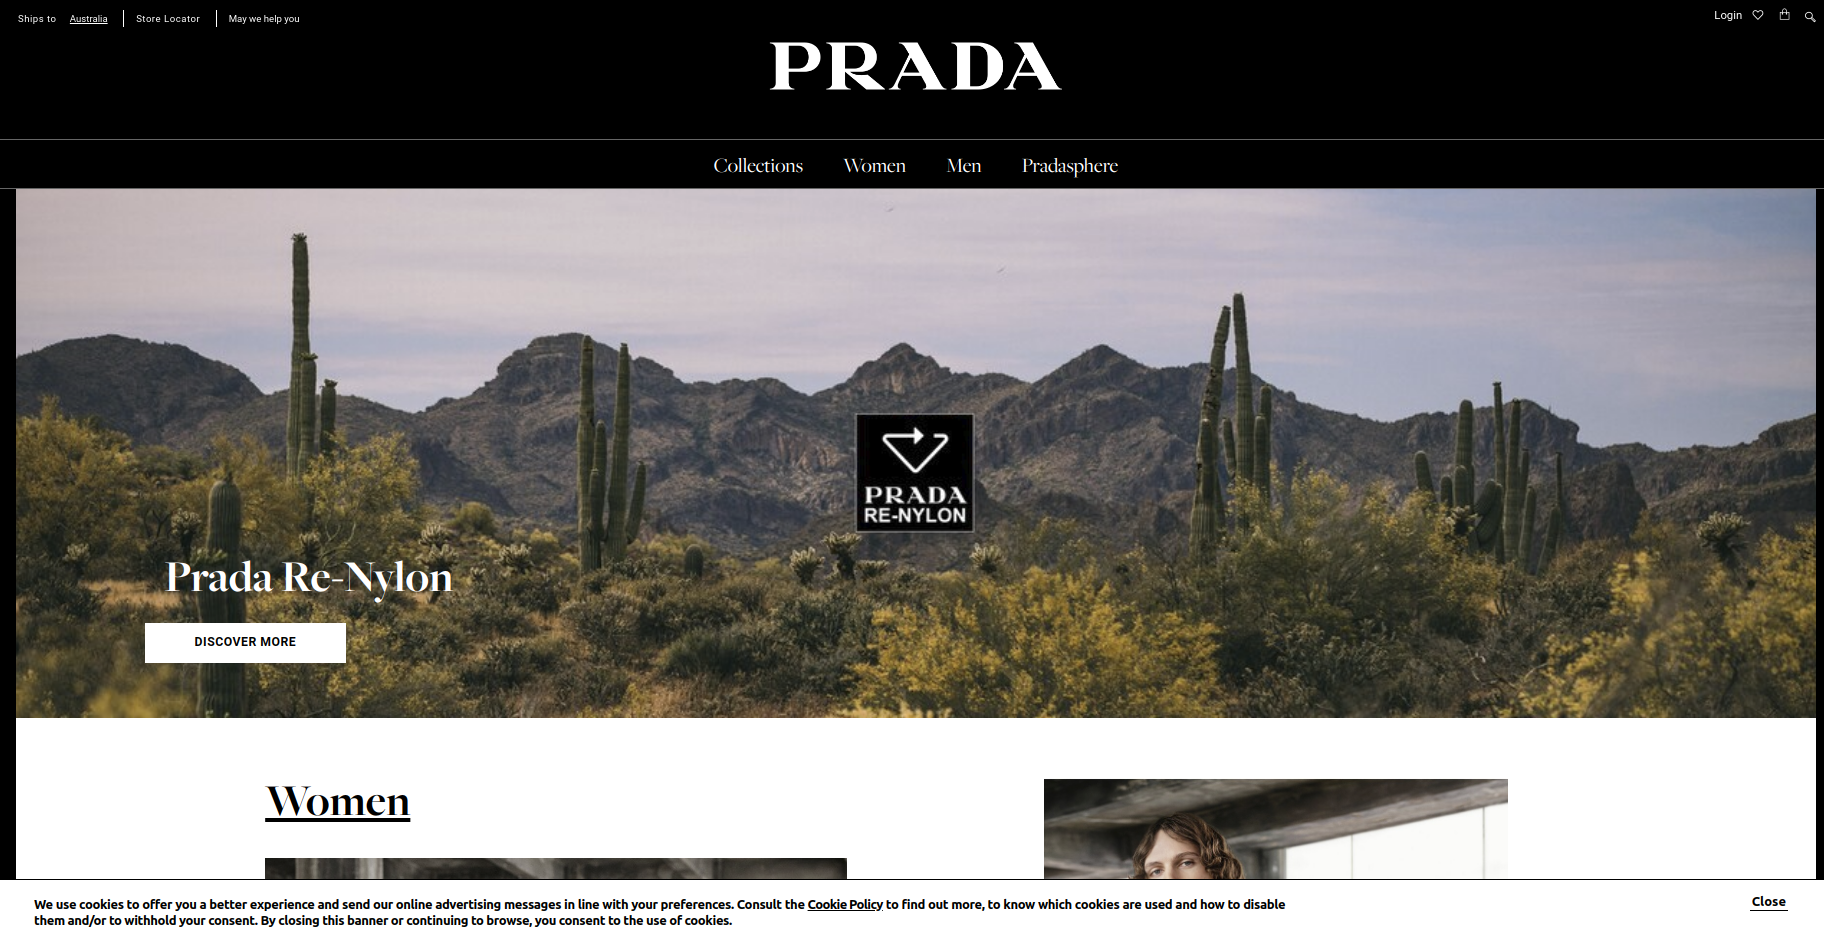 Ships to Australia Store Locator May we help you Login
PRADA
Collections Women Men Pradasphere
PRADA
RE-NYLON
Prada Re-Nylon
DISCOVER MORE
Women
We use cookies to offer you a better experience and send our online advertising messages in line with your preferences. Consult the Cookie Policy to find out more, to know which cookies are used and how to disable
them and/or to withhold your consent. By closing this banner or continuing to browse, you consent to the use of cookies.
Close